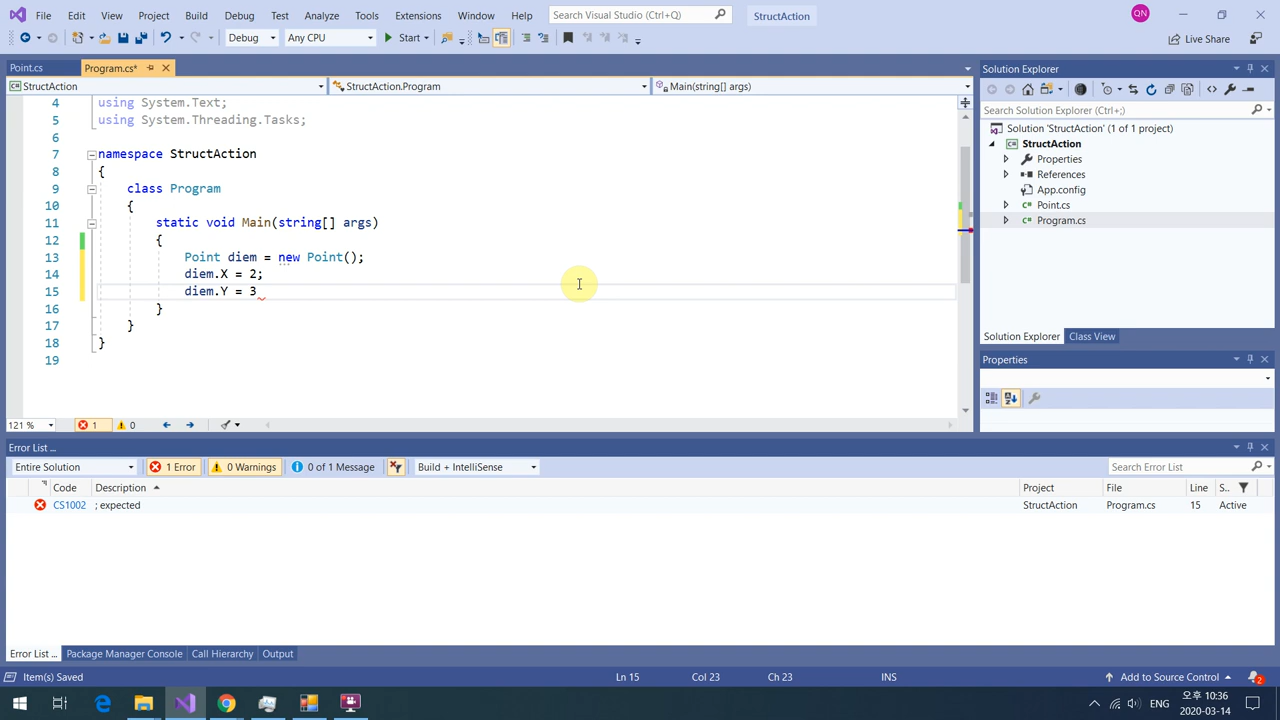 File Edit View Project Build Debug Test Analyze Tools Extensions Window Help Search Visual Studio StructAction QN
Debug Any CPU Start Live Share
Point.cs Program.cs* Solution Explorer
StructAction StructAction.Program Main(string[] args)
Search Solution Explorer (Ctrl+;)
Solution 'StructAction' (1 of 1 project)
StructAction
Properties
References
App.config
Point.cs
Program.cs
4 using System.Text;
5 using System.Threading.Tasks;
6
7 namespace StructAction
8 {
9 class Program
10 {
11 static void Main(string[] args)
12 {
13 Point diem = new Point();
14 diem.X = 2;
15 diem.Y = 3
16 }
17 }
18 }
19
Solution Explorer Class View
Properties
121 % 1 0
Error List ...
Entire Solution 1 Error 0 Warnings 0 of 1 Message Build + IntelliSense Search Error List
Code Description Project File Line S..
CS1002 ; expected StructAction Program.cs 15 Active
Error List ... Package Manager Console Call Hierarchy Output
Item(s) Saved Ln 15 Col 23 Ch 23 INS Add to Source Control 2
ENG 오후 10:36
2020-03-14